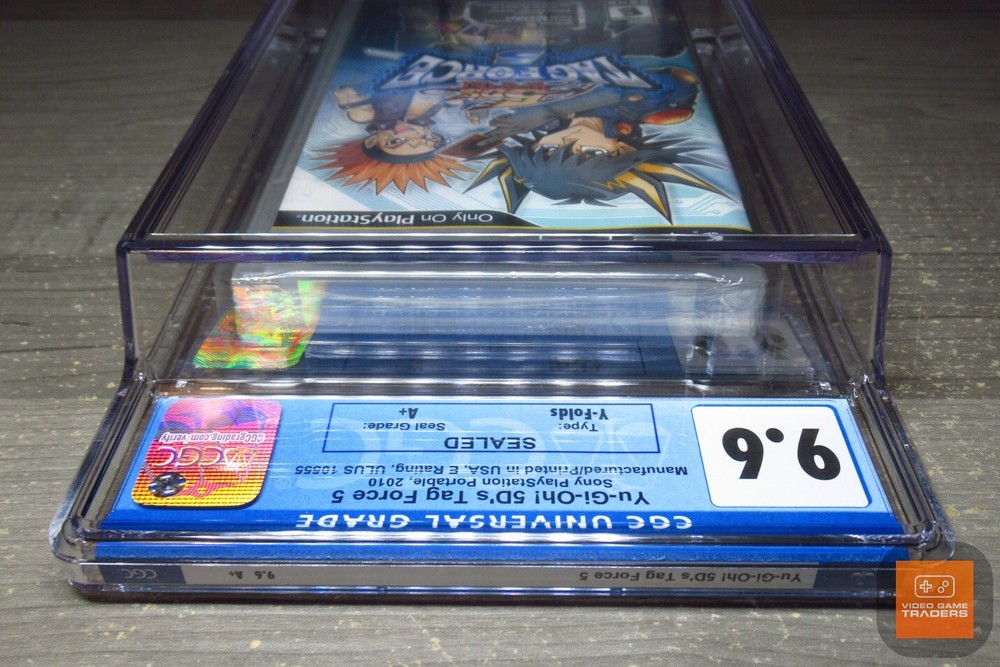 CGC UNIVERSAL GRADE
Yu-Gi-Oh! 5D's Tag Force 5
Sony PlayStation Portable, 2010
Manufactured/Printed in USA, E Rating, ULUS 10555
SEALED
Type: Seal Grade:
Y-Folds A+
9.6
CGC
CGCgrading.com/verify
Yu-Gi-Oh! 5D's Tag Force 5 9.6 A+ CGC
TAG FORCE
5
Only On PlayStation.
VIDEO GAME
TRADERS